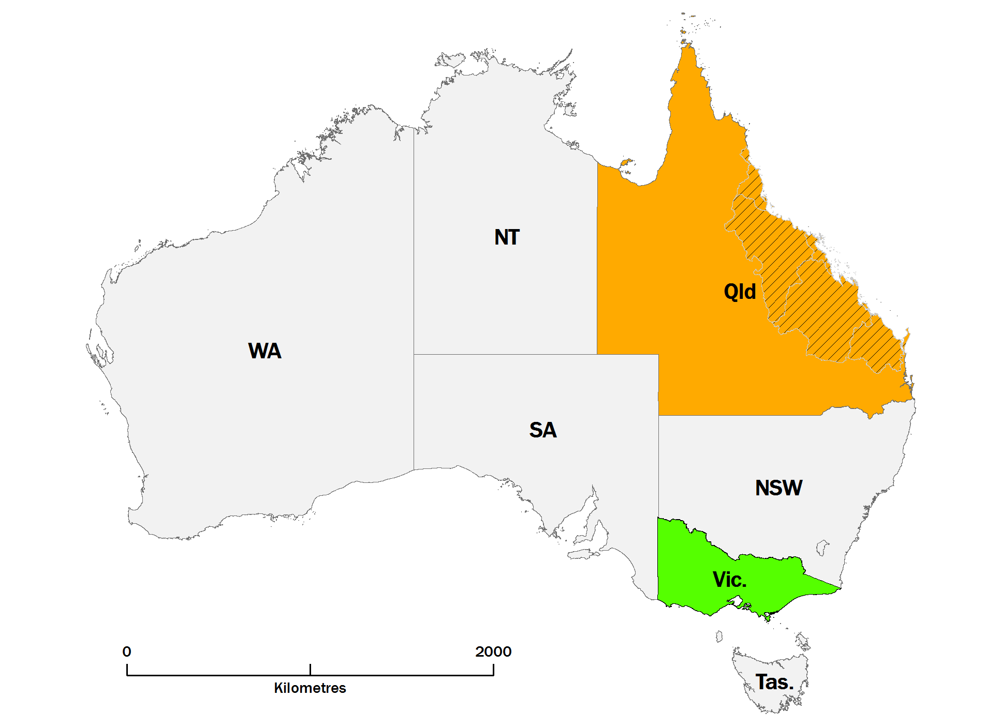 NT
Qld
WA
SA
NSW
Vic.
0 2000
Kilometres
Tas.